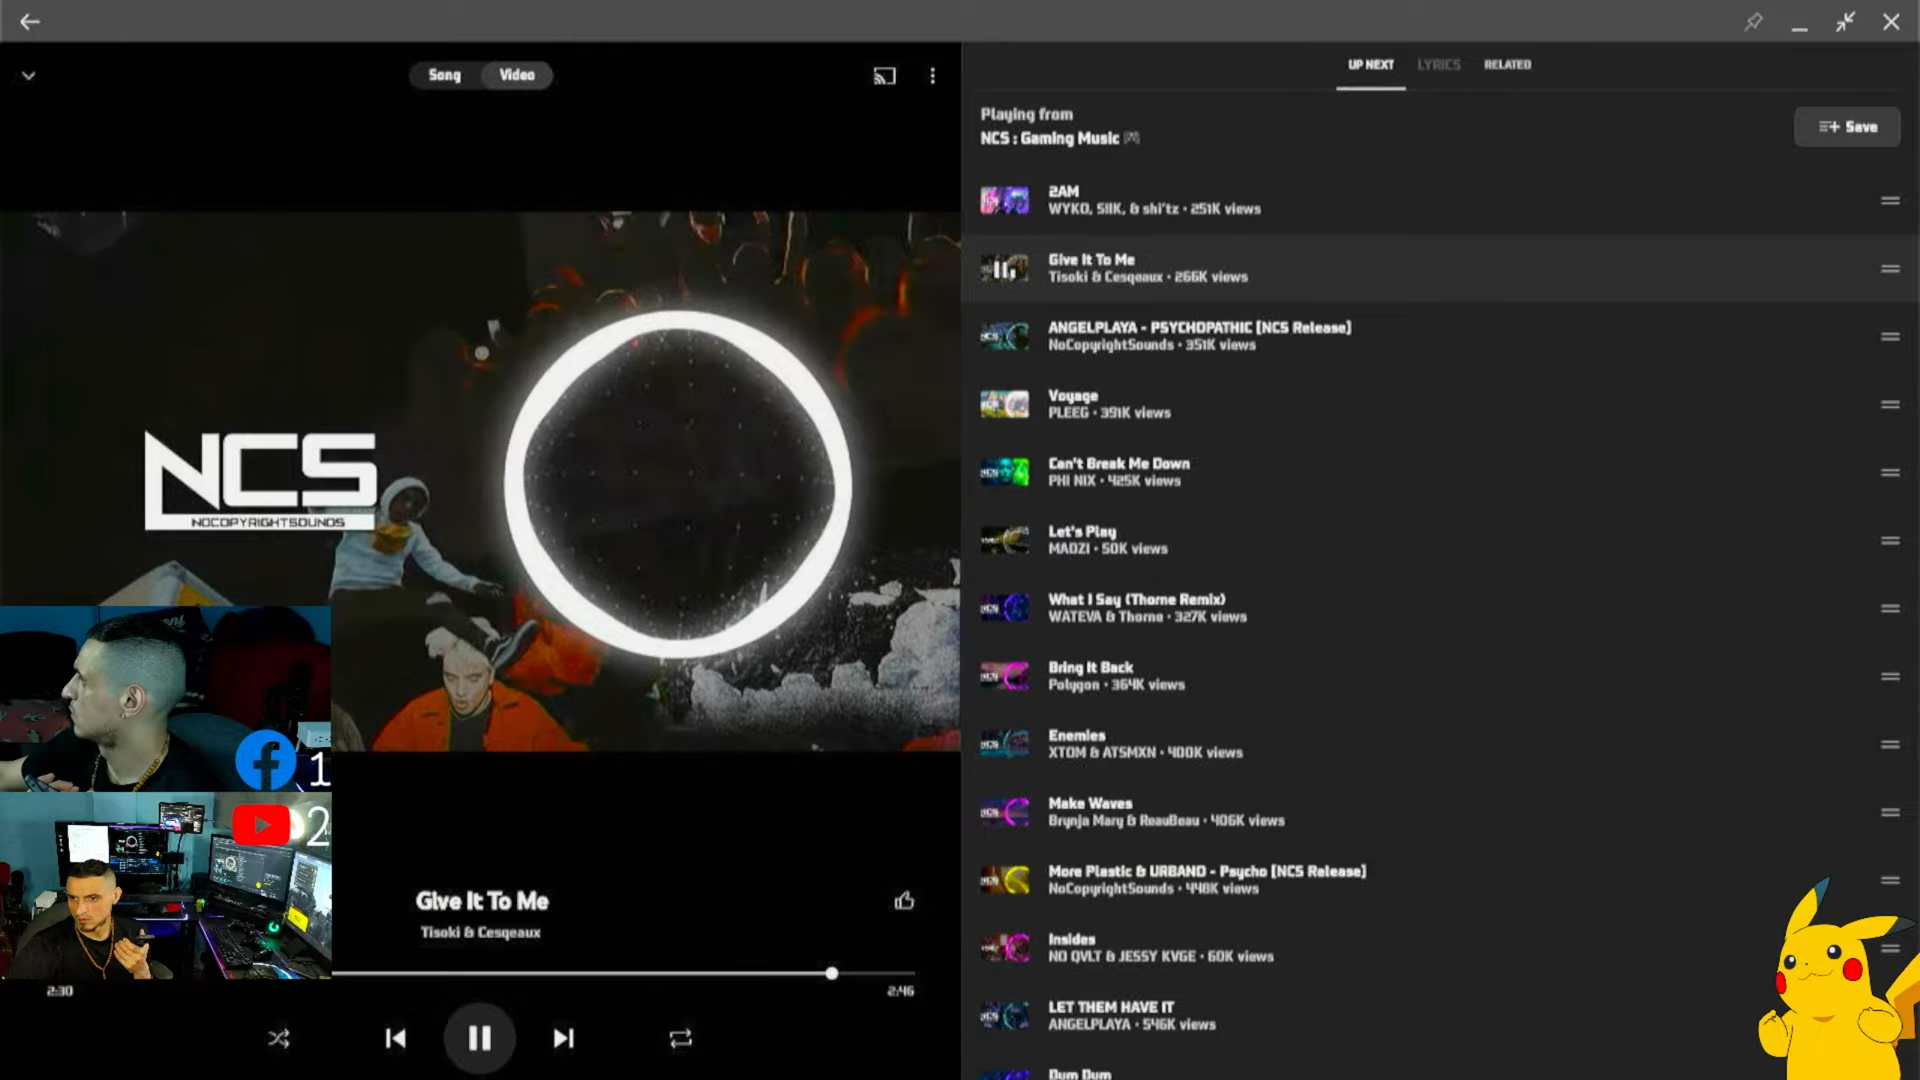 Song
Video
NCS
NOCOPYRIGHTSOUNDS
1
2
Give It To Me
Tisoki & Cesqeaux
2:30
2:46
UP NEXT
LYRICS
RELATED
Playing from
NCS : Gaming Music 🎮
Save
2AM
WYKO, SIIK, & shi'tz • 251K views
Give It To Me
Tisoki & Cesqeaux • 266K views
ANGELPLAYA - PSYCHOPATHIC [NCS Release]
NoCopyrightSounds • 351K views
Voyage
PLEEG • 391K views
Can't Break Me Down
PHI NIX • 425K views
Let's Play
MADZI • 50K views
What I Say (Thorne Remix)
WATEVA & Thorne • 327K views
Bring It Back
Polygon • 364K views
Enemies
XTOM & ATSMXN • 400K views
Make Waves
Brynja Mary & ReauBeau • 406K views
More Plastic & URBANO - Psycho [NCS Release]
NoCopyrightSounds • 448K views
Insides
NO QVLT & JESSY KVGE • 60K views
LET THEM HAVE IT
ANGELPLAYA • 546K views
Dum Dum